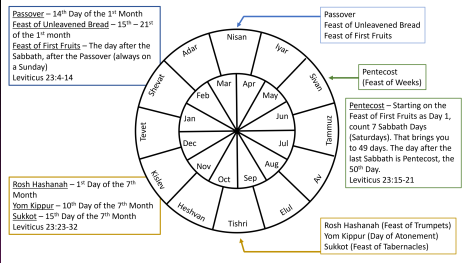 Passover – 14th Day of the 1st Month
Feast of Unleavened Bread – 15th – 21st
of the 1st month
Feast of First Fruits – The day after the
Sabbath, after the Passover (always on
a Sunday)
Leviticus 23:4-14
Passover
Feast of Unleavened Bread
Feast of First Fruits
Pentecost
(Feast of Weeks)
Pentecost – Starting on the
Feast of First Fruits as Day 1,
count 7 Sabbath Days
(Saturdays). That brings you
to 49 days. The day after the
last Sabbath is Pentecost, the
50th Day.
Leviticus 23:15-21
Nisan
Iyar
Sivan
Tammuz
Av
Elul
Tishri
Heshvan
Kislev
Tevet
Shevat
Adar
Apr
May
Jun
Jul
Aug
Sep
Oct
Nov
Dec
Jan
Feb
Mar
Rosh Hashanah – 1st Day of the 7th
Month
Yom Kippur – 10th Day of the 7th Month
Sukkot – 15th Day of the 7th Month
Leviticus 23:23-32
Rosh Hashanah (Feast of Trumpets)
Yom Kippur (Day of Atonement)
Sukkot (Feast of Tabernacles)